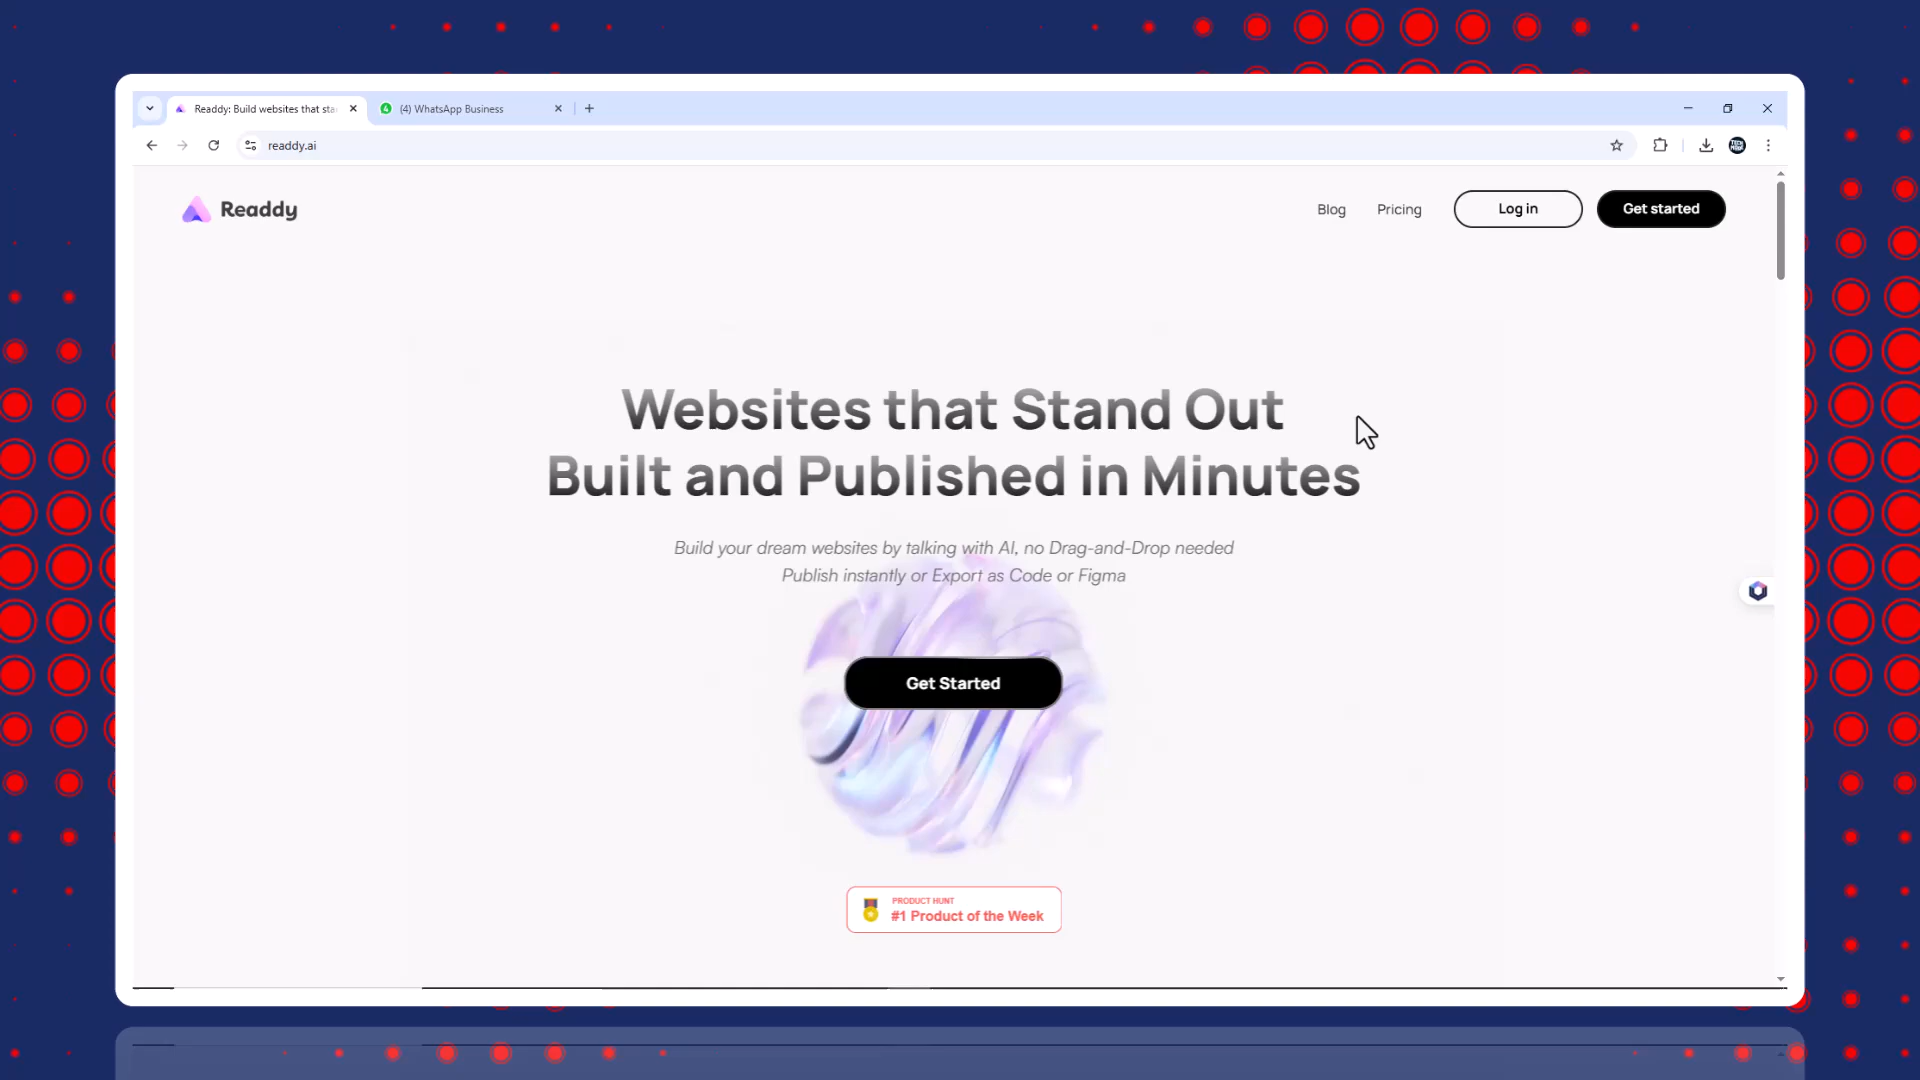 Readdy: Build websites that sta
(4) WhatsApp Business
readdy.ai
Readdy
Blog
Pricing
Log in
Get started
Websites that Stand Out
Built and Published in Minutes
Build your dream websites by talking with AI, no Drag-and-Drop needed
Publish instantly or Export as Code or Figma
Get Started
PRODUCT HUNT
#1 Product of the Week